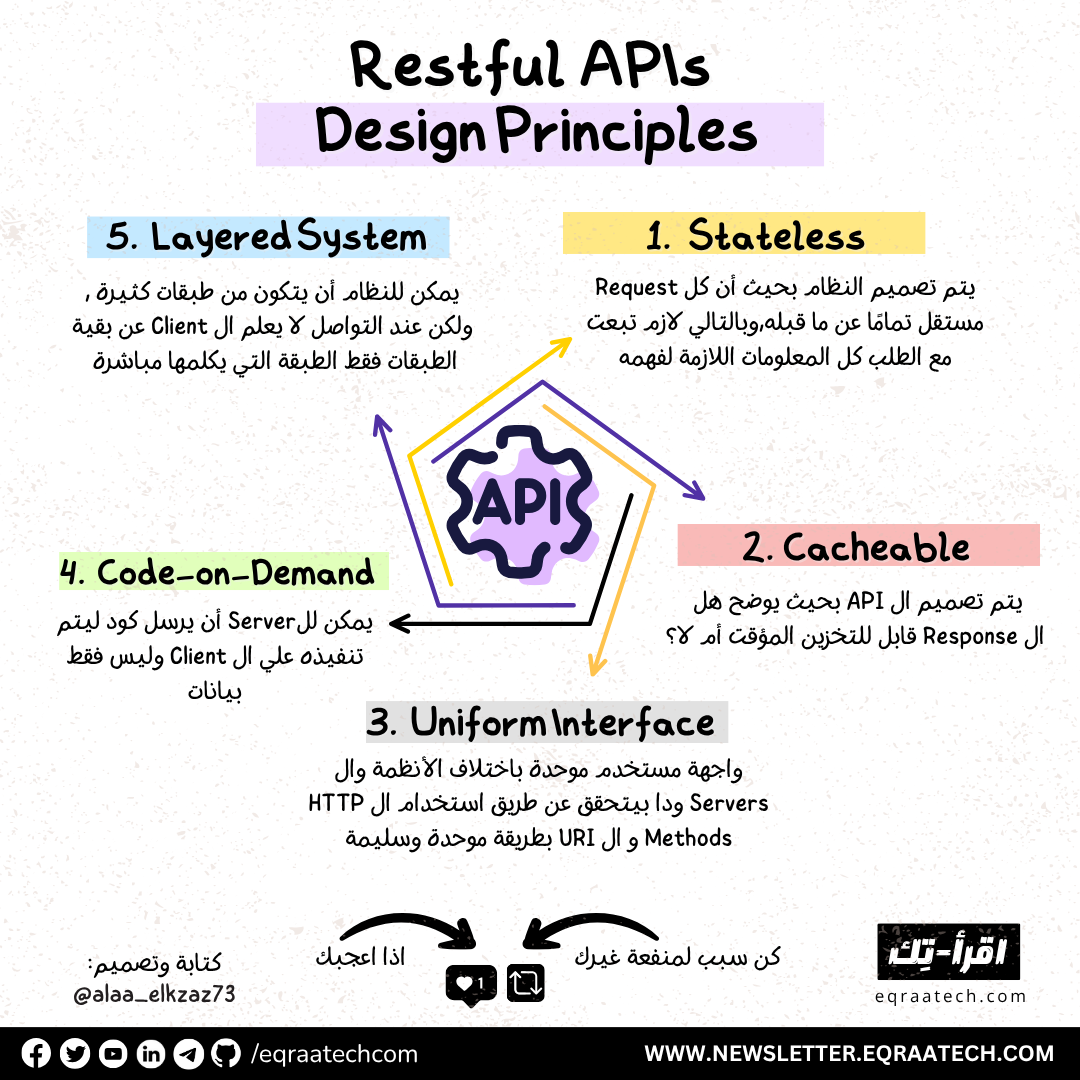 Restful APIs
Design Principles
1. Stateless
يتم تصميم النظام بحيث أن كل Request
مستقل تمامًا عن ما قبله,وبالتالي لازم تبعت
مع الطلب كل المعلومات اللازمة لفهمه
2. Cacheable
يتم تصميم ال API بحيث يوضح هل
ال Response قابل للتخزين المؤقت أم لا؟
3. Uniform Interface
واجهة مستخدم موحدة باختلاف الأنظمة وال
Servers ودا بيتحقق عن طريق استخدام ال HTTP
Methods و ال URI بطريقة موحدة وسليمة
4. Code-on-Demand
يمكن للServer أن يرسل كود ليتم
تنفيذه علي ال Client وليس فقط
بيانات
5. Layered System
يمكن للنظام أن يتكون من طبقات كثيرة ,
ولكن عند التواصل لا يعلم ال Client عن بقية
الطبقات فقط الطبقة التي يكلمها مباشرة
API
كن سبب لمنفعة غيرك
اذا اعجبك
1
كتابة وتصميم:
@alaa_elkzaz73
اقرأ-تِك
eqraatech.com
/eqraatechcom
WWW.NEWSLETTER.EQRAATECH.COM